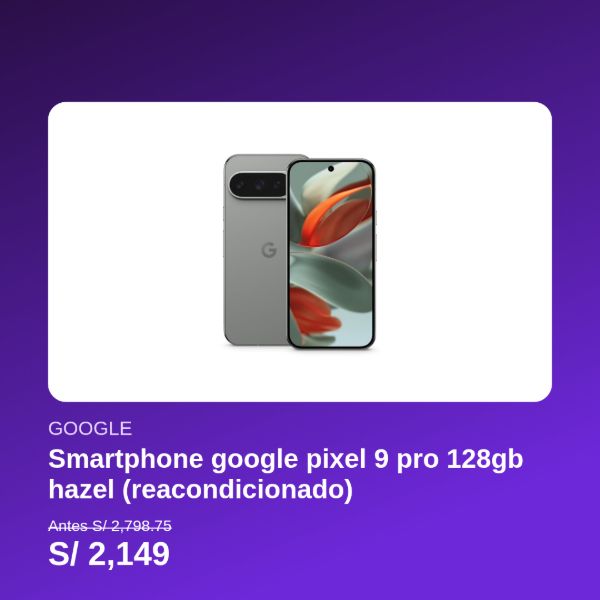 GOOGLE
Smartphone google pixel 9 pro 128gb
hazel (reacondicionado)
Antes S/ 2,798.75
S/ 2,149